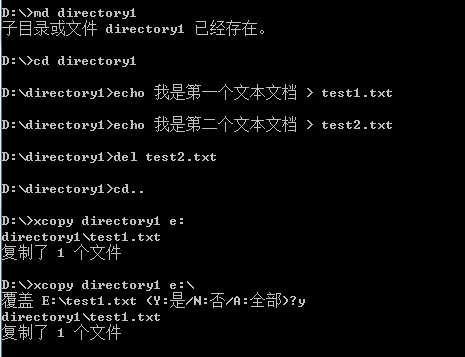 D:\>md directory1
子目录或文件 directory1 已经存在。
D:\>cd directory1
D:\directory1>echo 我是第一个文本文档 > test1.txt
D:\directory1>echo 我是第二个文本文档 > test2.txt
D:\directory1>del test2.txt
D:\directory1>cd..
D:\>xcopy directory1 e:
directory1\test1.txt
复制了 1 个文件
D:\>xcopy directory1 e:\
覆盖 E:\test1.txt (Y:是/N:否/A:全部)?y
directory1\test1.txt
复制了 1 个文件